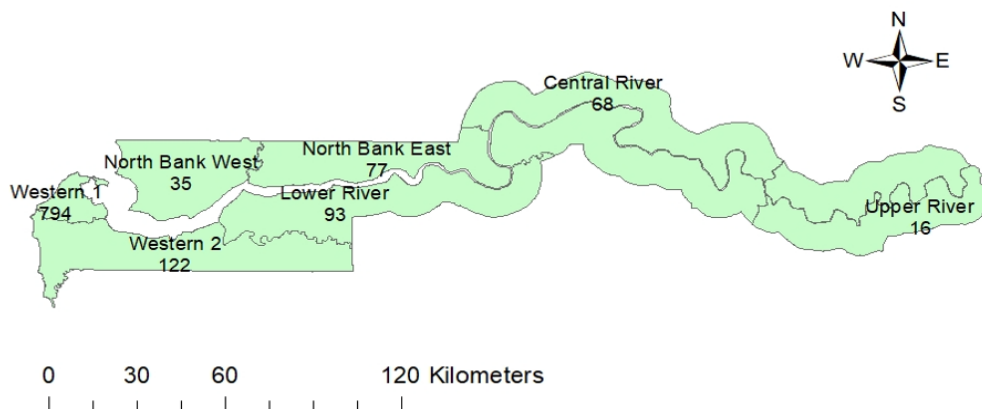 N
W E
S
Central River
68
North Bank East
77
North Bank West
35
Western 1
794
Lower River
93
Upper River
16
Western 2
122
0 30 60 120 Kilometers